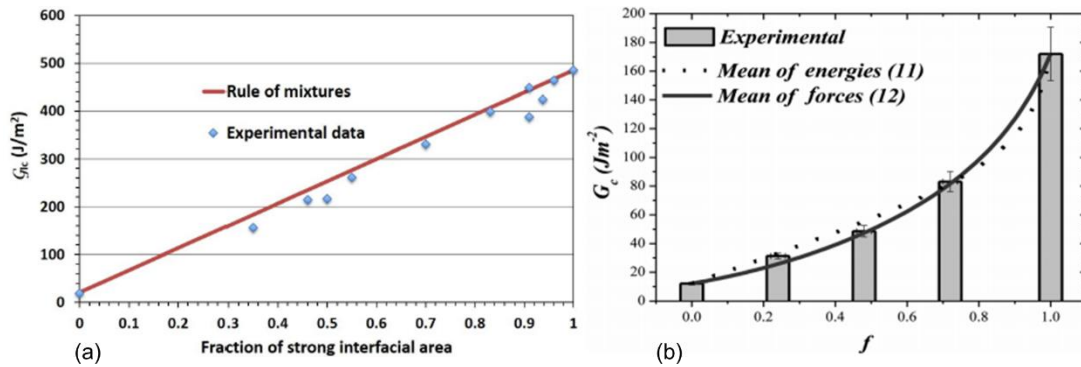 600
500
400
300
200
100
0
𝒢Ic (J/m²)
Rule of mixtures
Experimental data
0 0.1 0.2 0.3 0.4 0.5 0.6 0.7 0.8 0.9 1
(a)
Fraction of strong interfacial area
200
180
160
140
120
100
80
60
40
20
0
G_c (Jm⁻²)
Experimental
Mean of energies (11)
Mean of forces (12)
0.0 0.2 0.4 0.6 0.8 1.0
(b)
f